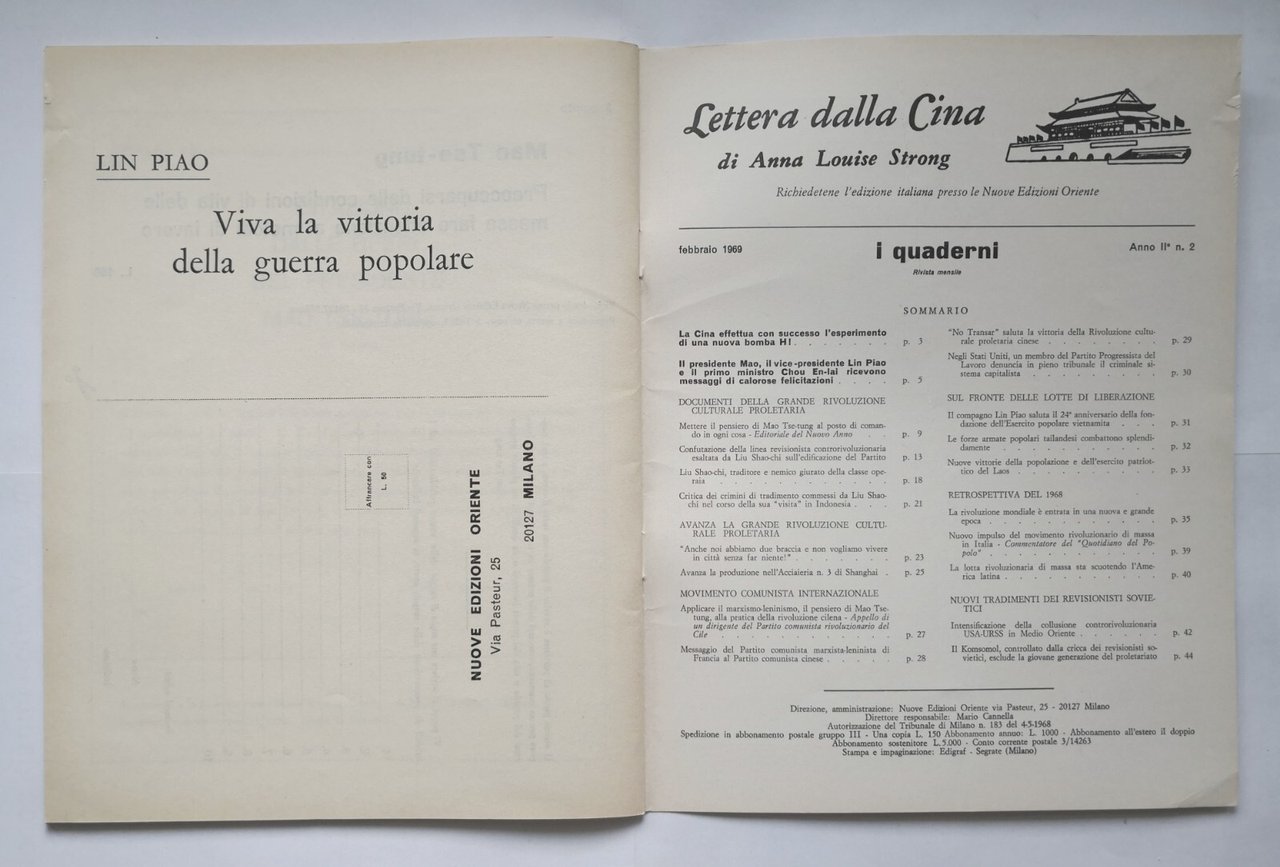 LIN PIAO
Viva la vittoria
della guerra popolare
Affrancare con
L. 50
NUOVE EDIZIONI ORIENTE
Via Pasteur, 25
20127 MILANO
Lettera dalla Cina
di Anna Louise Strong
Richiedetene l'edizione italiana presso le Nuove Edizioni Oriente
febbraio 1969
i quaderni
Rivista mensile
Anno II° n. 2
SOMMARIO
La Cina effettua con successo l'esperimento
di una nuova bomba H! . . . . . . . p. 3
Il presidente Mao, il vice-presidente Lin Piao
e il primo ministro Chou En-lai ricevono
messaggi di calorose felicitazioni . . . . p. 5
DOCUMENTI DELLA GRANDE RIVOLUZIONE
CULTURALE PROLETARIA
Mettere il pensiero di Mao Tse-tung al posto di coman-
do in ogni cosa - Editoriale del Nuovo Anno . . p. 9
Confutazione della linea revisionista controrivoluzionaria
esaltata da Liu Shao-chi sull'edificazione del Partito p. 13
Liu Shao-chi, traditore e nemico giurato della classe ope-
raia . . . . . . . . . . . . p. 18
Critica dei crimini di tradimento commessi da Liu Shao-
chi nel corso della sua "visita" in Indonesia . . . p. 21
AVANZA LA GRANDE RIVOLUZIONE CULTU-
RALE PROLETARIA
"Anche noi abbiamo due braccia e non vogliamo vivere
in città senza far niente!" . . . . . . . p. 23
Avanza la produzione nell'Acciaieria n. 3 di Shanghai . p. 25
MOVIMENTO COMUNISTA INTERNAZIONALE
Applicare il marxismo-leninismo, il pensiero di Mao Tse-
tung, alla pratica della rivoluzione cilena - Appello di
un dirigente del Partito comunista rivoluzionario del
Cile . . . . . . . . . . . . p. 27
Messaggio del Partito comunista marxista-leninista di
Francia al Partito comunista cinese . . . . . p. 28
"No Transar" saluta la vittoria della Rivoluzione cultu-
rale proletaria cinese . . . . . . . . p. 29
Negli Stati Uniti, un membro del Partito Progressista del
Lavoro denuncia in pieno tribunale il criminale si-
stema capitalista . . . . . . . . . p. 30
SUL FRONTE DELLE LOTTE DI LIBERAZIONE
Il compagno Lin Piao saluta il 24° anniversario della fon-
dazione dell'Esercito popolare vietnamita . . . p. 31
Le forze armate popolari tailandesi combattono splendi-
damente . . . . . . . . . . . p. 32
Nuove vittorie della popolazione e dell'esercito patriot-
tico del Laos . . . . . . . . . . p. 33
RETROSPETTIVA DEL 1968
La rivoluzione mondiale è entrata in una nuova e grande
epoca . . . . . . . . . . . . p. 35
Nuovo impulso del movimento rivoluzionario di massa
in Italia - Commentatore del "Quotidiano del Po-
polo" . . . . . . . . . . . . p. 39
La lotta rivoluzionaria di massa sta scuotendo l'Ame-
rica latina . . . . . . . . . . . p. 40
NUOVI TRADIMENTI DEI REVISIONISTI SOVIE-
TICI
Intensificazione della collusione controrivoluzionaria
USA-URSS in Medio Oriente . . . . . . p. 42
Il Komsomol, controllato dalla cricca dei revisionisti so-
vietici, esclude la giovane generazione del proletariato p. 44
Direzione, amministrazione: Nuove Edizioni Oriente via Pasteur, 25 - 20127 Milano
Direttore responsabile: Mario Cannella
Autorizzazione del Tribunale di Milano n. 183 del 4-5-1968
Spedizione in abbonamento postale gruppo III - Una copia L. 150 Abbonamento annuo: L. 1000 - Abbonamento all'estero il doppio
Abbonamento sostenitore L. 5.000 - Conto corrente postale 3/14263
Stampa e impaginazione: Edigraf - Segrate (Milano)